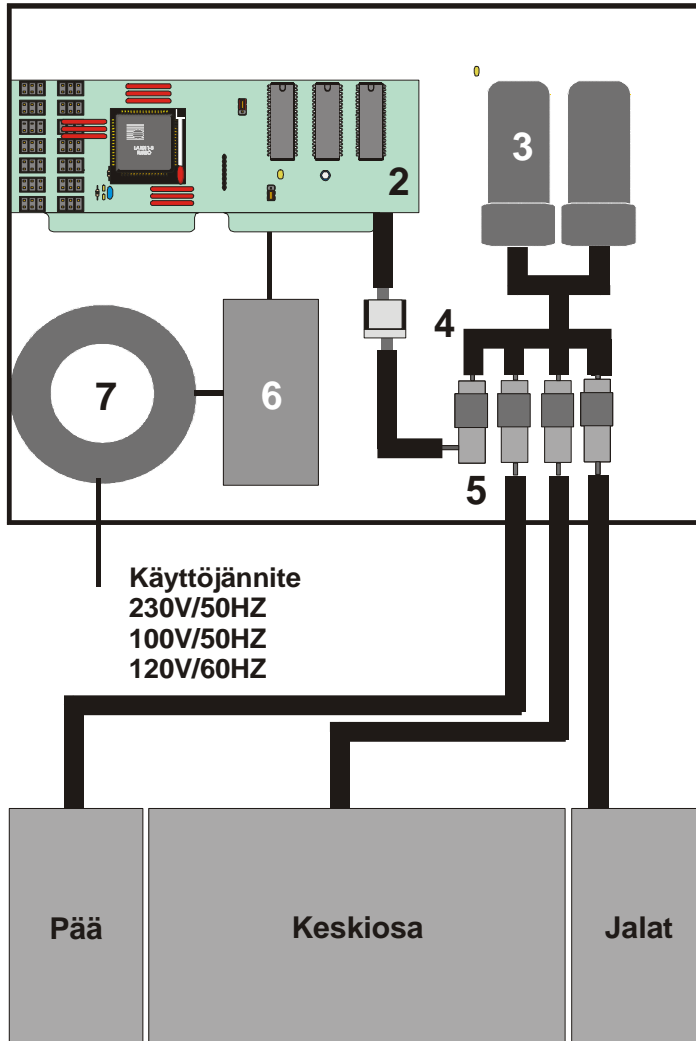 2
3
4
7
6
5
Käyttöjännite
230V/50HZ
100V/50HZ
120V/60HZ
Pää
Keskiosa
Jalat